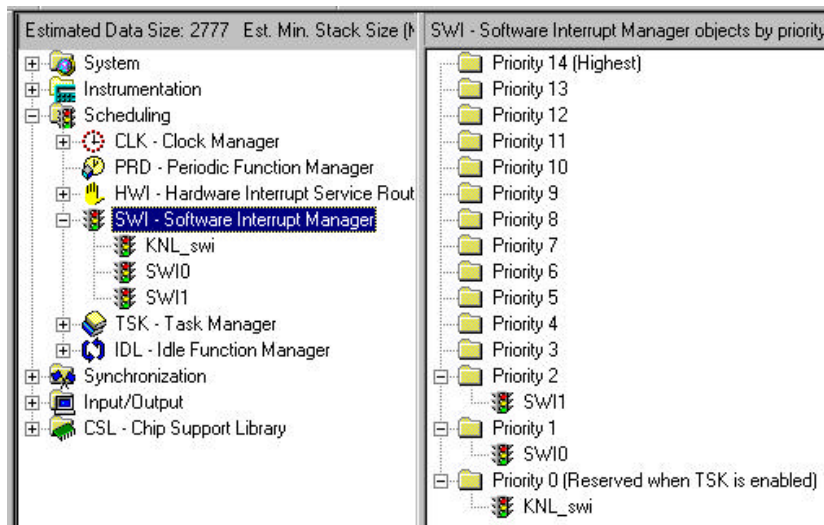 Estimated Data Size: 2777 Est. Min. Stack Size (M
System
Instrumentation
Scheduling
CLK - Clock Manager
PRD - Periodic Function Manager
HWI - Hardware Interrupt Service Rout
SWI - Software Interrupt Manager
KNL_swi
SWI0
SWI1
TSK - Task Manager
IDL - Idle Function Manager
Synchronization
Input/Output
CSL - Chip Support Library
SWI - Software Interrupt Manager objects by priority
Priority 14 (Highest)
Priority 13
Priority 12
Priority 11
Priority 10
Priority 9
Priority 8
Priority 7
Priority 6
Priority 5
Priority 4
Priority 3
Priority 2
SWI1
Priority 1
SWI0
Priority 0 (Reserved when TSK is enabled)
KNL_swi